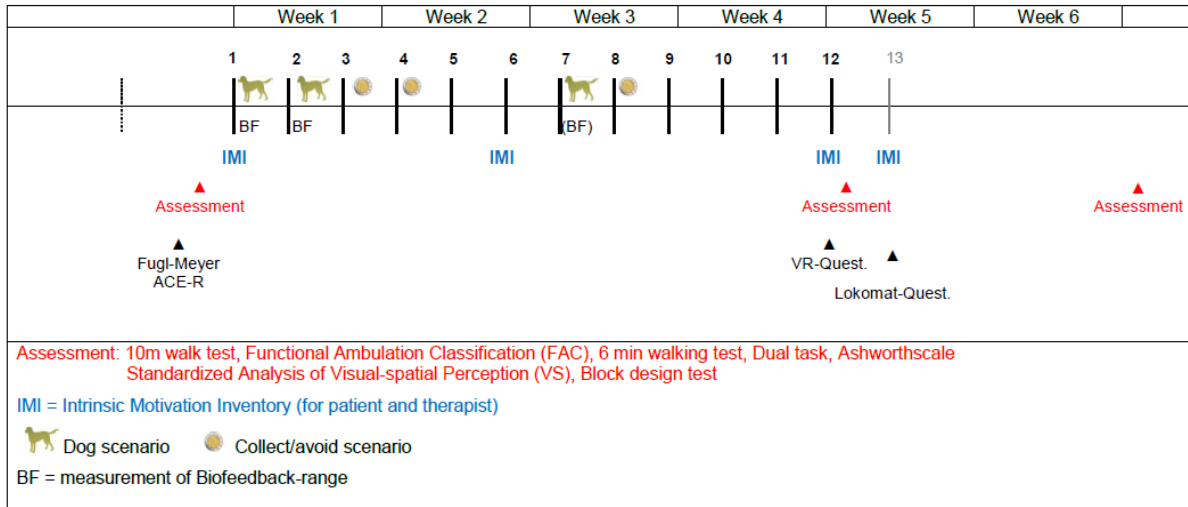 Week 1 Week 2 Week 3 Week 4 Week 5 Week 6
1 2 3 4 5 6 7 8 9 10 11 12 13
BF BF (BF)
IMI IMI IMI IMI
Assessment Assessment Assessment
Fugl-Meyer VR-Quest.
ACE-R Lokomat-Quest.
Assessment: 10m walk test, Functional Ambulation Classification (FAC), 6 min walking test, Dual task, Ashworthscale
Standardized Analysis of Visual-spatial Perception (VS), Block design test
IMI = Intrinsic Motivation Inventory (for patient and therapist)
Dog scenario Collect/avoid scenario
BF = measurement of Biofeedback-range